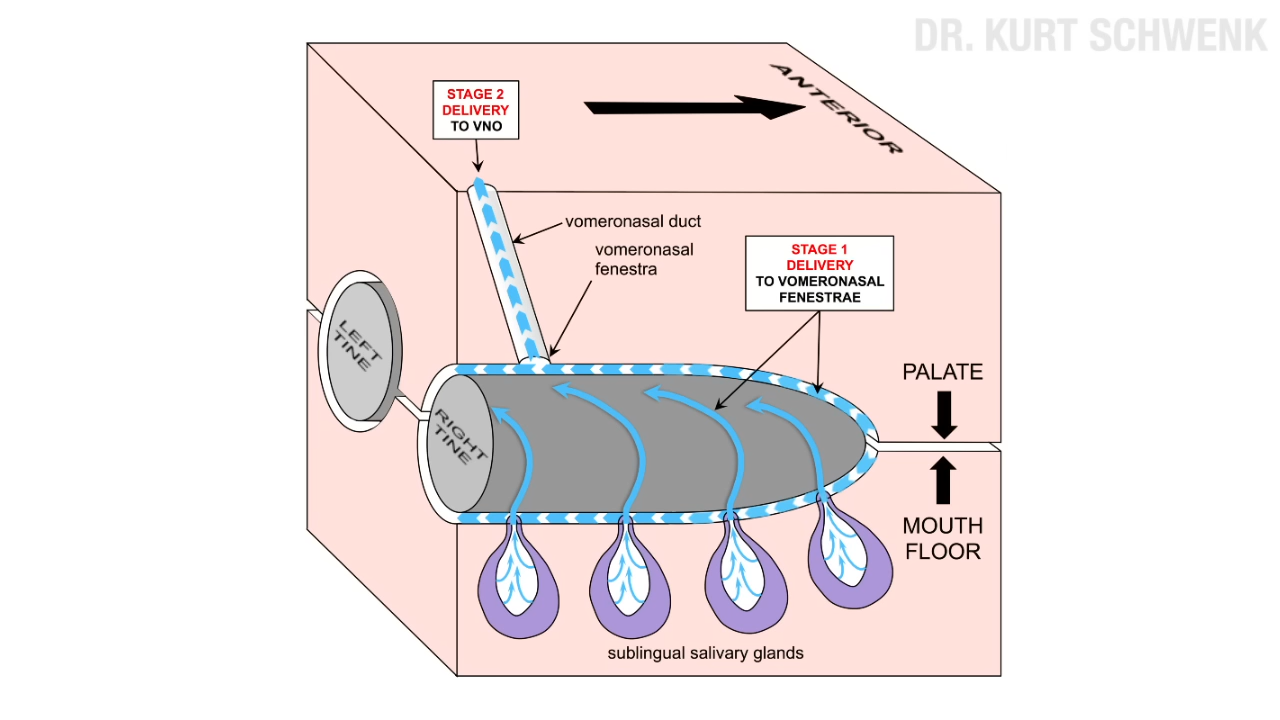 DR. KURT SCHWENK
ANTERIOR
STAGE 2
DELIVERY
TO VNO
vomeronasal duct
vomeronasal
fenestra
STAGE 1
DELIVERY
TO VOMERONASAL
FENESTRAE
LEFT
TINE
PALATE
RIGHT
TINE
MOUTH
FLOOR
sublingual salivary glands